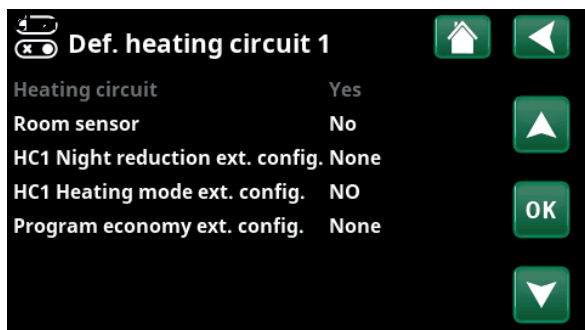 Def. heating circuit 1
Heating circuit Yes
Room sensor No
HC1 Night reduction ext. config. None
HC1 Heating mode ext. config. NO
OK
Program economy ext. config. None